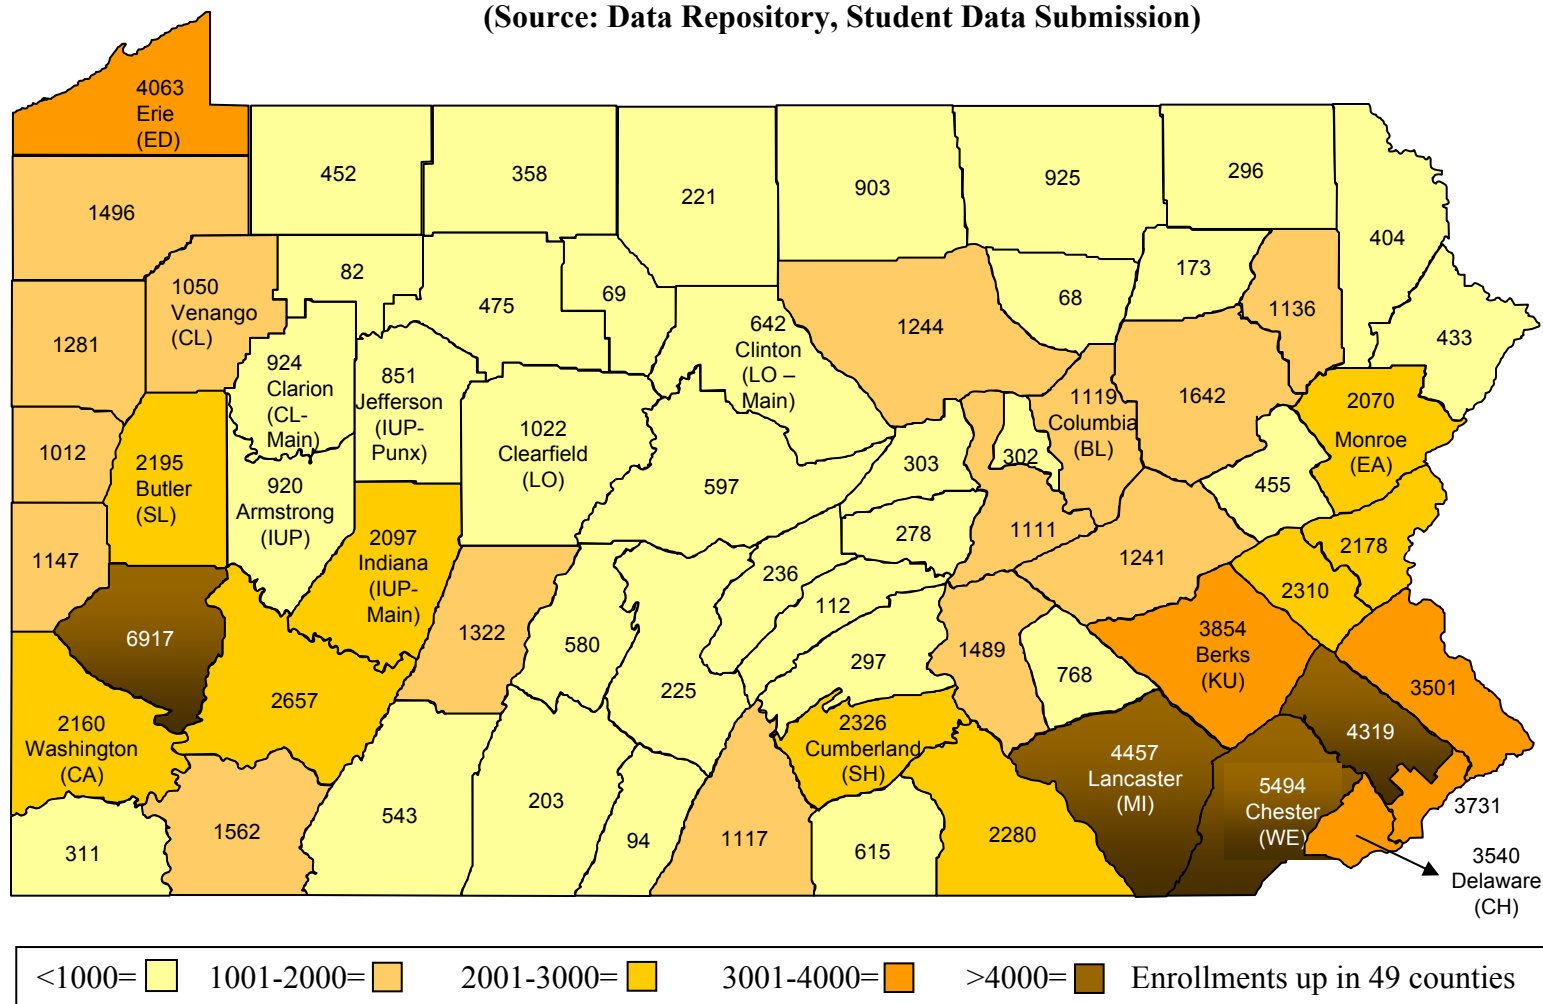 (Source: Data Repository, Student Data Submission)
4063
Erie
(ED)
452
358
221
903
925
296
404
1496
82
475
69
1050
Venango
(CL)
1244
68
173
1136
433
1281
924
Clarion
(CL-
Main)
851
Jefferson
(IUP-
Punx)
642
Clinton
(LO –
Main)
1119
Columbia
(BL)
1642
2070
Monroe
(EA)
1012
2195
Butler
(SL)
920
Armstrong
(IUP)
1022
Clearfield
(LO)
597
303
302
455
1147
2097
Indiana
(IUP-
Main)
278
1111
1241
2178
2310
6917
1322
580
236
112
297
1489
768
3854
Berks
(KU)
3501
2160
Washington
(CA)
2657
225
2326
Cumberland
(SH)
4457
Lancaster
(MI)
4319
5494
Chester
(WE)
3731
311
1562
543
203
94
1117
615
2280
3540
Delaware
(CH)
<1000= 1001-2000= 2001-3000= 3001-4000= >4000= Enrollments up in 49 counties